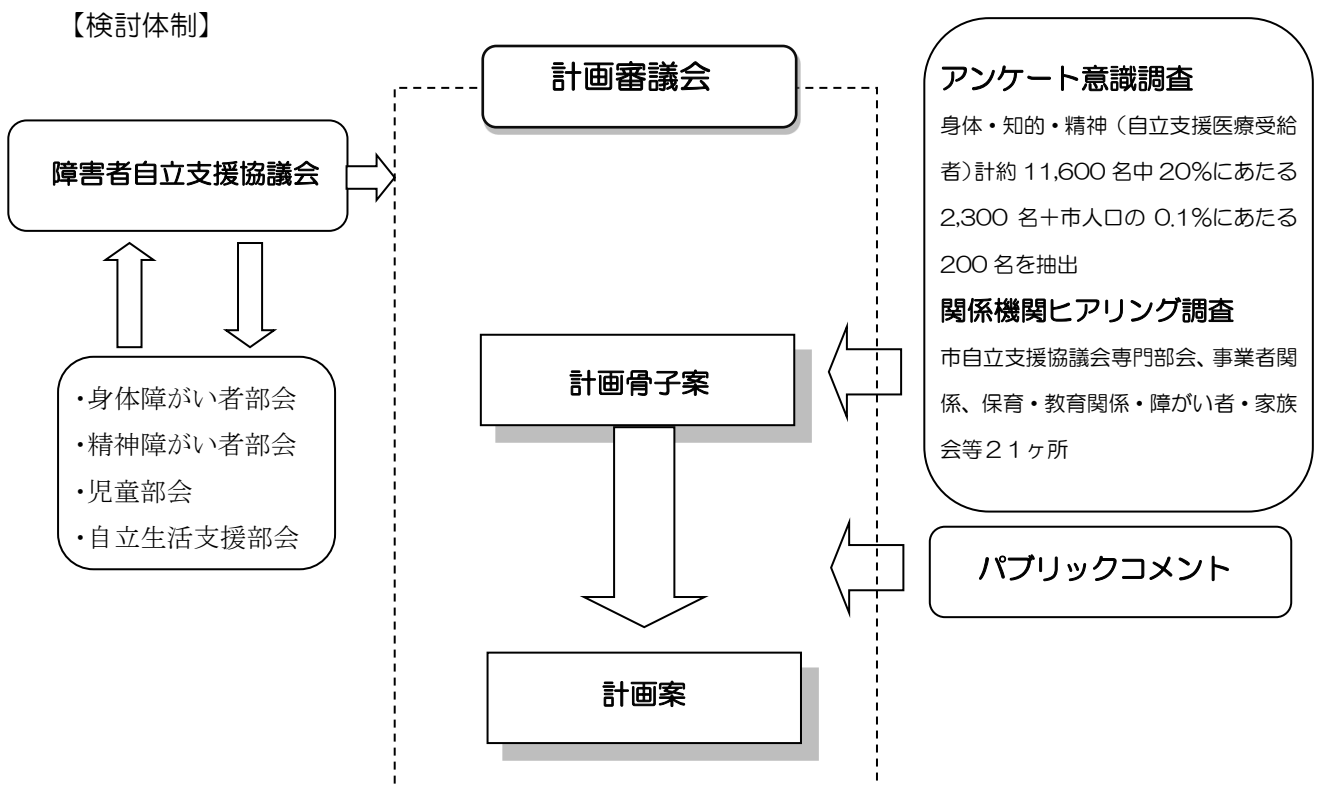 【検討体制】
計画審議会
障害者自立支援協議会
・身体障がい者部会
・精神障がい者部会
・児童部会
・自立生活支援部会
計画骨子案
計画案
アンケート意識調査
身体・知的・精神（自立支援医療受給
者）計約 11,600 名中 20%にあたる
2,300 名＋市人口の 0.1%にあたる
200 名を抽出
関係機関ヒアリング調査
市自立支援協議会専門部会、事業者関
係、保育・教育関係・障がい者・家族
会等２１ヶ所
パブリックコメント